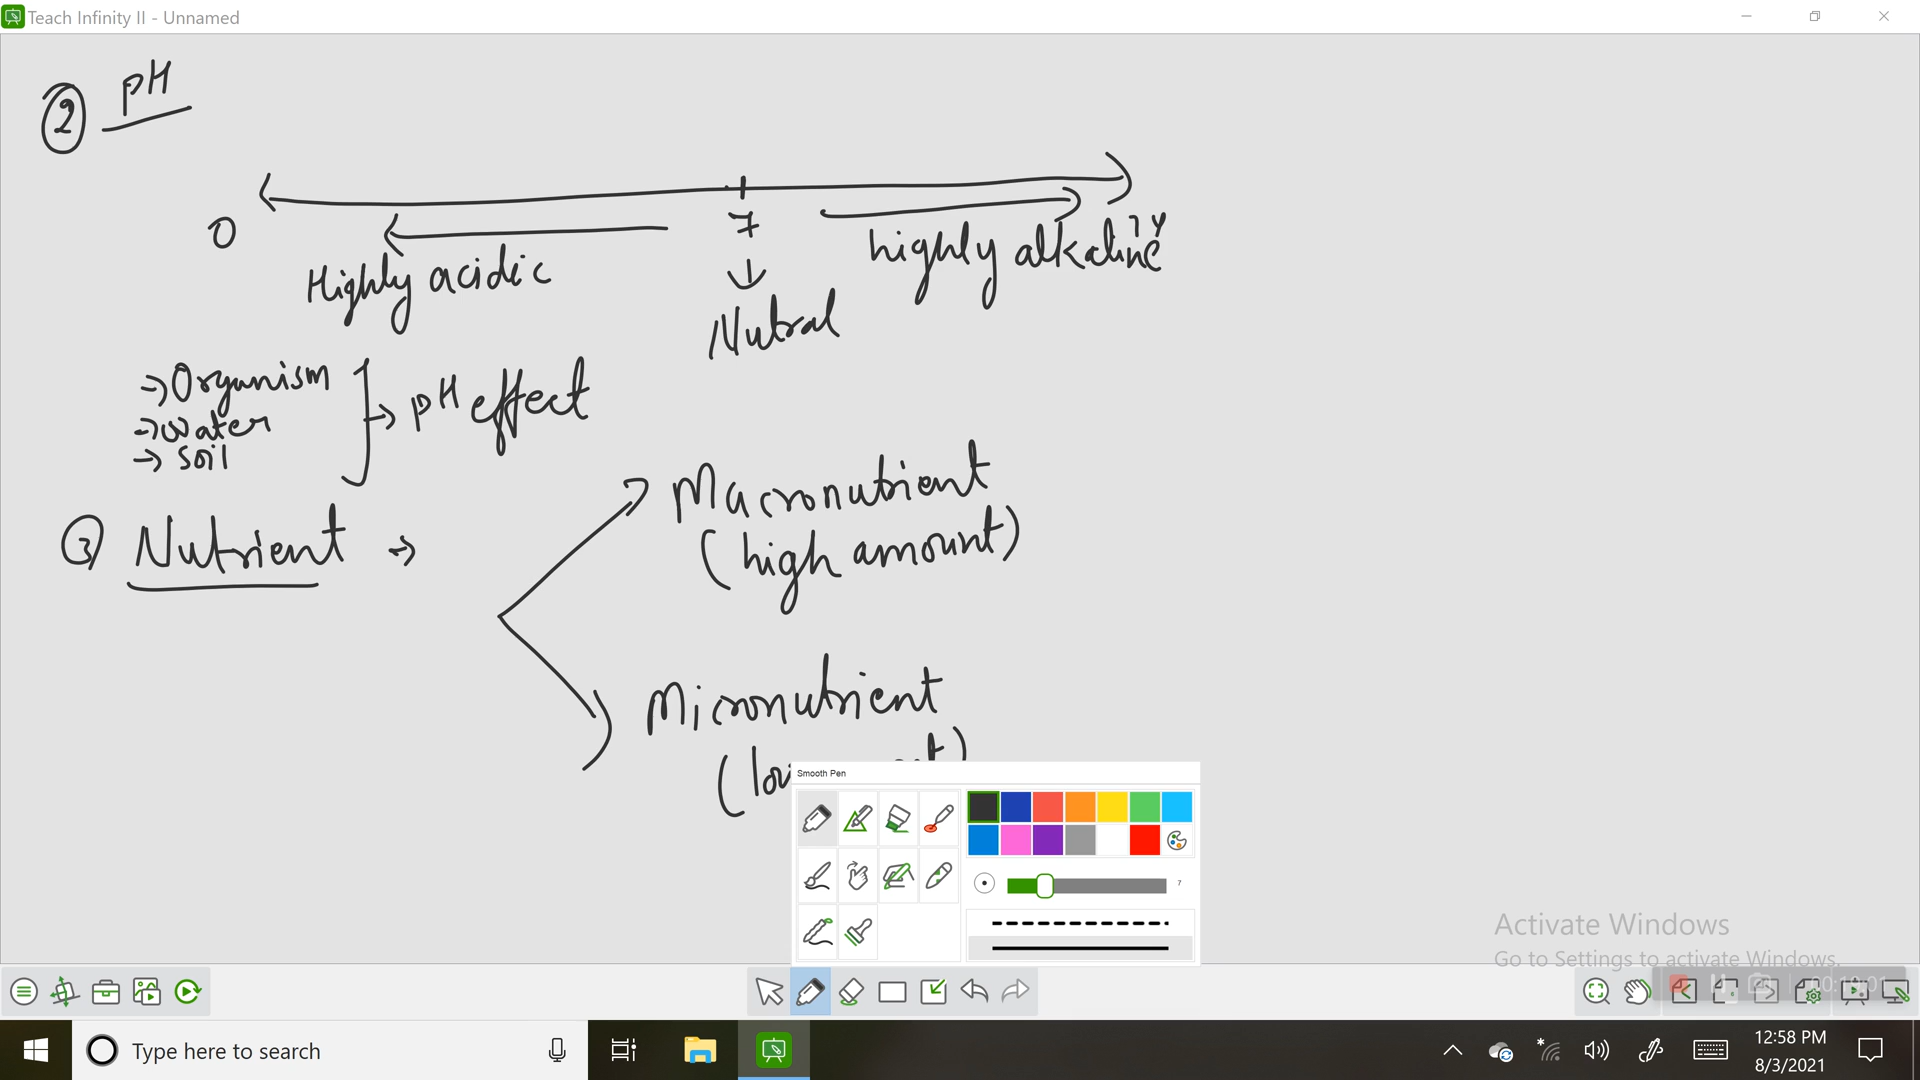 Teach Infinity II - Unnamed
② pH
0
7
14
Highly acidic
highly alkaline
Nutral
→ Organism
→ water
→ soil
→ pH effect
③ Nutrient →
Macronutrient
(high amount)
Micronutrient
Smooth Pen
7
Activate Windows
Go to Settings to activate Windows.
Type here to search
12:58 PM
8/3/2021